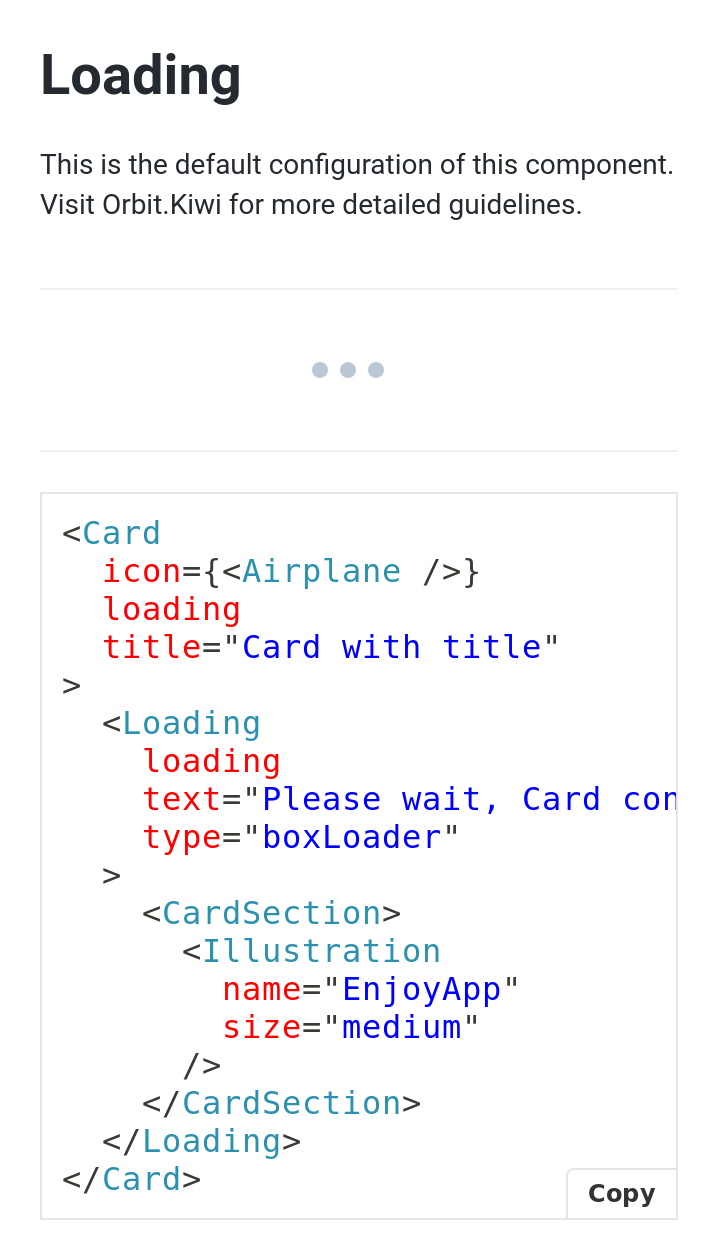 Loading
This is the default configuration of this component.
Visit Orbit.Kiwi for more detailed guidelines.
<Card
  icon={<Airplane />}
  loading
  title="Card with title"
>
  <Loading
    loading
    text="Please wait, Card
    type="boxLoader"
  >
    <CardSection>
      <Illustration
        name="EnjoyApp"
        size="medium"
      />
    </CardSection>
  </Loading>
</Card>
Copy